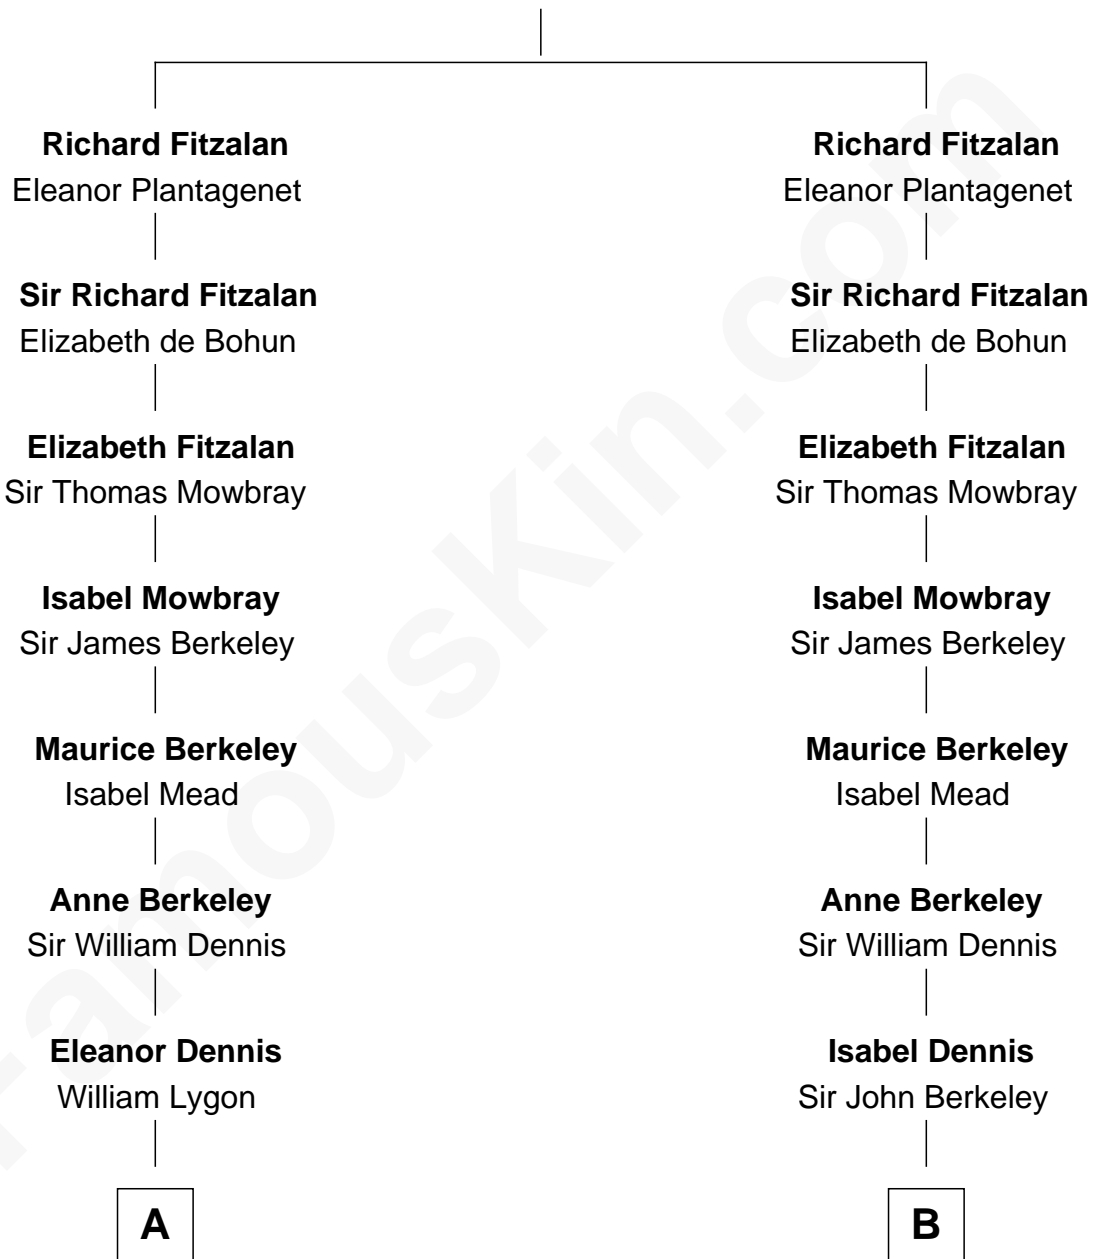 Richard Fitzalan
Eleanor Plantagenet
Sir Richard Fitzalan
Elizabeth de Bohun
Elizabeth Fitzalan
Sir Thomas Mowbray
Isabel Mowbray
Sir James Berkeley
Maurice Berkeley
Isabel Mead
Anne Berkeley
Sir William Dennis
Eleanor Dennis
William Lygon
A
Richard Fitzalan
Eleanor Plantagenet
Sir Richard Fitzalan
Elizabeth de Bohun
Elizabeth Fitzalan
Sir Thomas Mowbray
Isabel Mowbray
Sir James Berkeley
Maurice Berkeley
Isabel Mead
Anne Berkeley
Sir William Dennis
Isabel Dennis
Sir John Berkeley
B
FamousKin.com